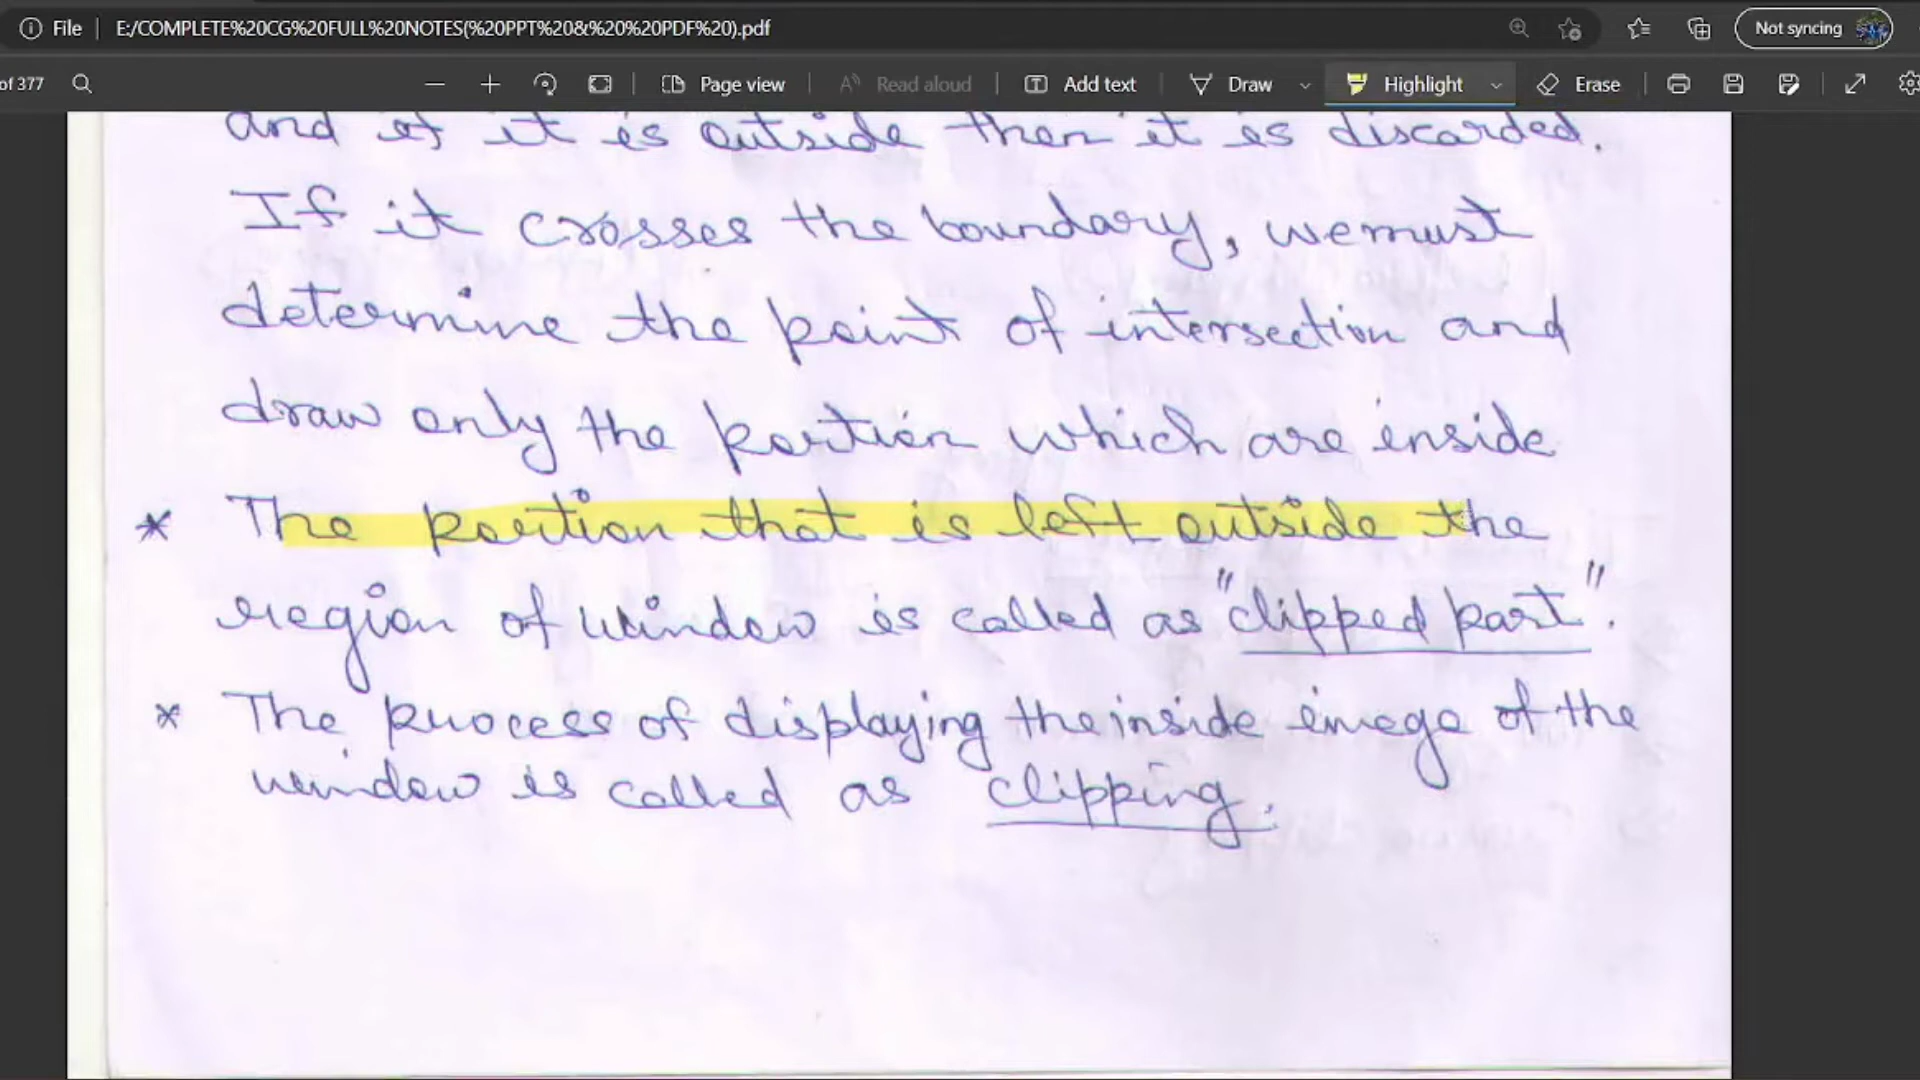 File E:/COMPLETE%20CG%20FULL%20NOTES(%20PPT%20&%20%20PDF%20).pdf Not syncing
of 377 Page view Read aloud Add text Draw Highlight Erase
and if it is outside then it is discarded.
If it crosses the boundary, we must
determine the point of intersection and
draw only the portion which are inside
* The portion that is left outside the
region of window is called as "clipped part".
* The process of displaying the inside image of the
window is called as clipping.